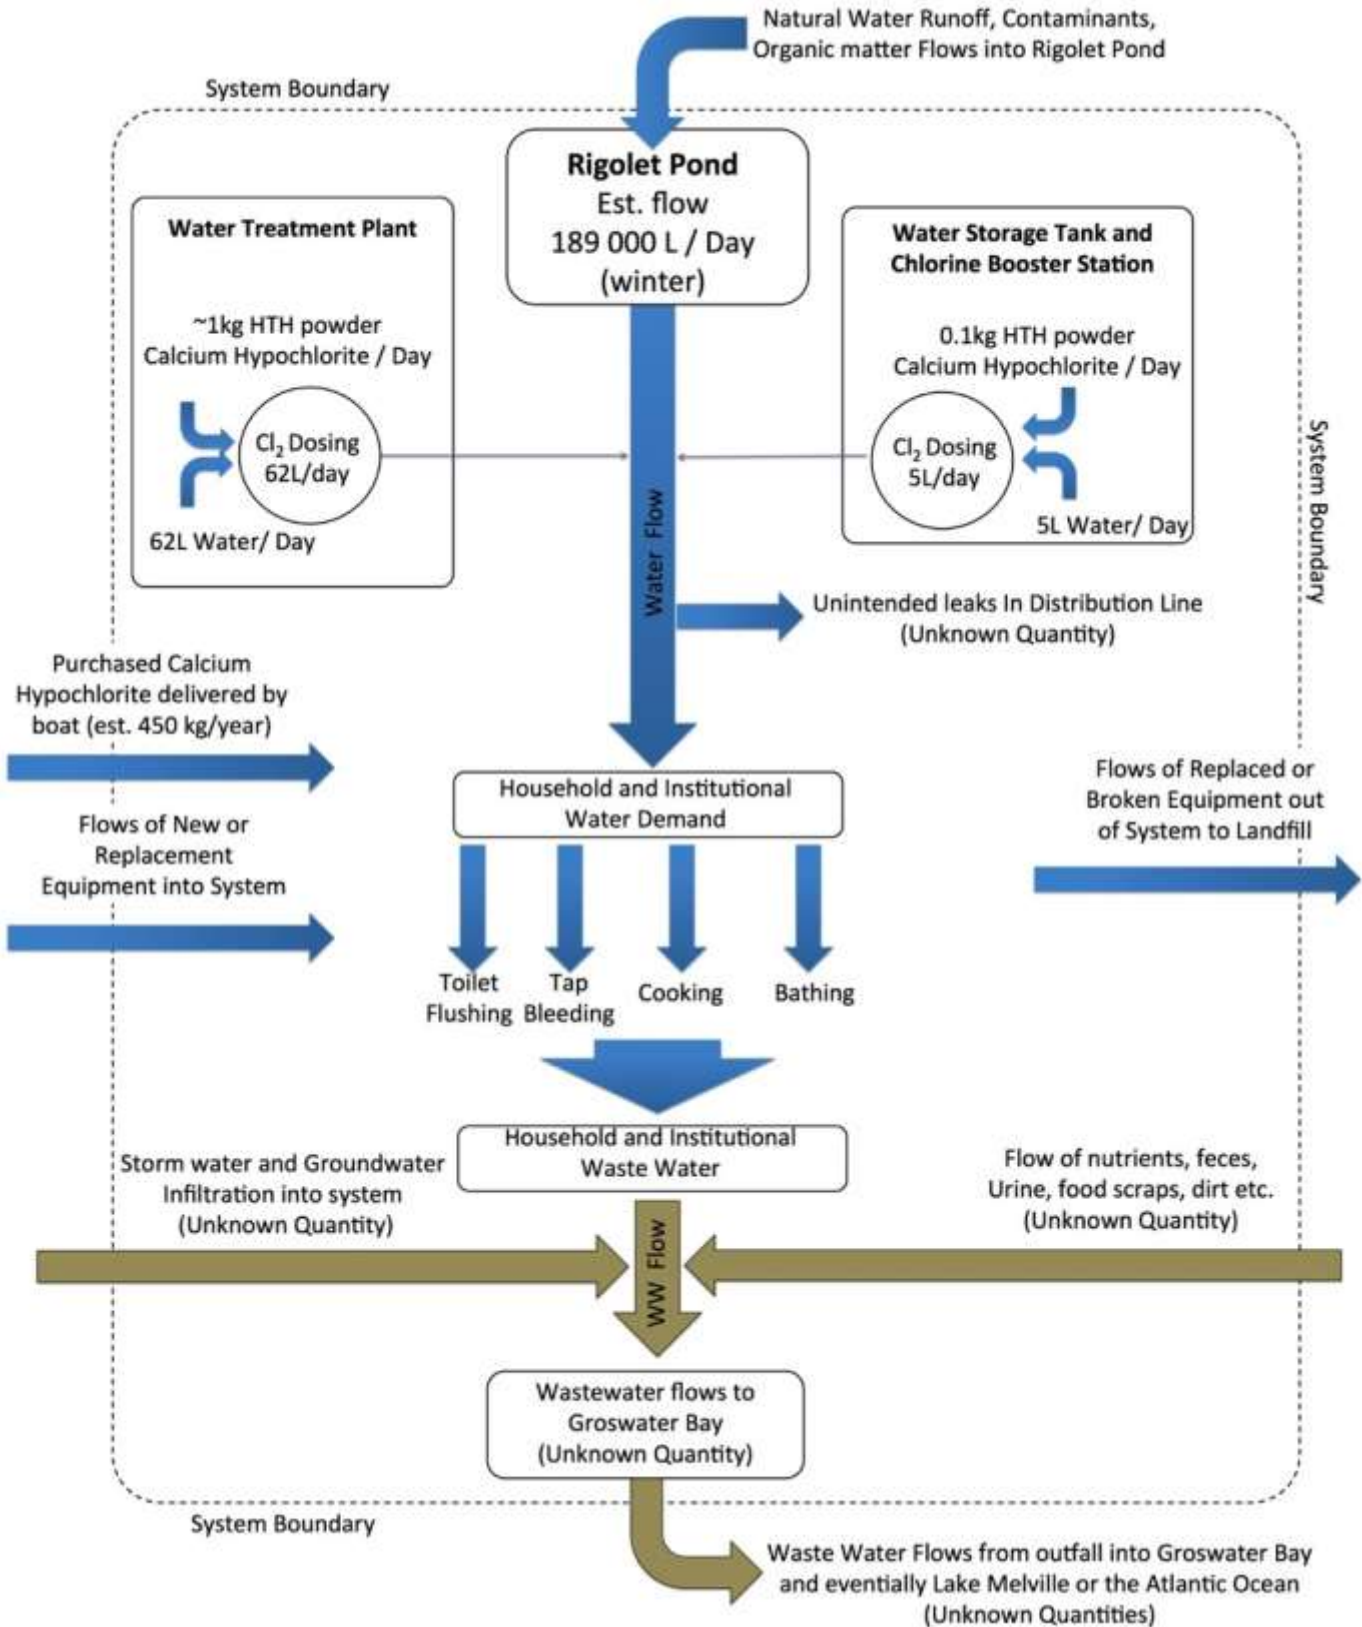 Natural Water Runoff, Contaminants,
Organic matter Flows into Rigolet Pond
System Boundary
Rigolet Pond
Est. flow
189 000 L / Day
(winter)
Water Treatment Plant
~1kg HTH powder
Calcium Hypochlorite / Day
Cl₂ Dosing
62L/day
62L Water/ Day
Water Storage Tank and
Chlorine Booster Station
0.1kg HTH powder
Calcium Hypochlorite / Day
Cl₂ Dosing
5L/day
5L Water/ Day
System Boundary
Water Flow
Unintended leaks In Distribution Line
(Unknown Quantity)
Purchased Calcium
Hypochlorite delivered by
boat (est. 450 kg/year)
Flows of New or
Replacement
Equipment into System
Household and Institutional
Water Demand
Flows of Replaced or
Broken Equipment out
of System to Landfill
Toilet
Flushing
Tap
Bleeding
Cooking
Bathing
Household and Institutional
Waste Water
Storm water and Groundwater
Infiltration into system
(Unknown Quantity)
Flow of nutrients, feces,
Urine, food scraps, dirt etc.
(Unknown Quantity)
WW Flow
Wastewater flows to
Groswater Bay
(Unknown Quantity)
System Boundary
Waste Water Flows from outfall into Groswater Bay
and eventially Lake Melville or the Atlantic Ocean
(Unknown Quantities)